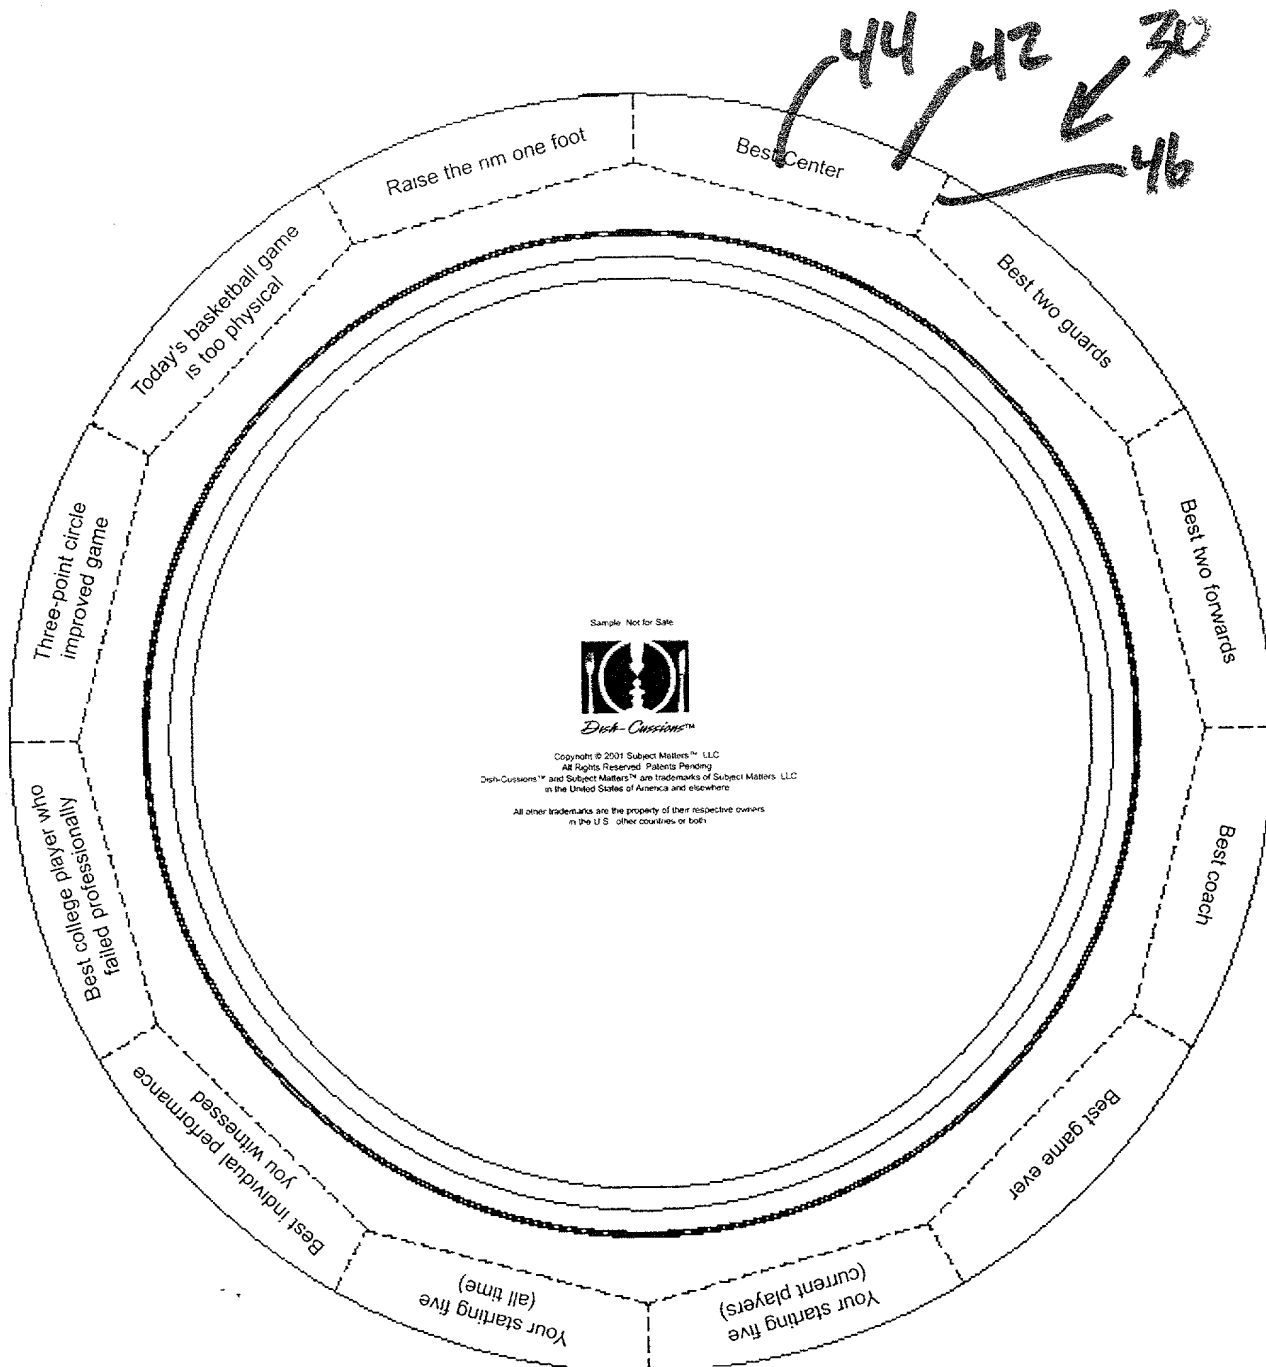 44
42
30
46
Best Center
Best two guards
Best two forwards
Best coach
Best game ever
Your starting five
(current players)
Your starting five
(all time)
Best individual performance
you witnessed
Best college player who
failed professionally
Three-point circle
improved game
Today's basketball game
is too physical
Raise the rim one foot
Sample Not for Sale
Dish-Cussions™
Copyright © 2001 Subject Matters™ LLC
All Rights Reserved Patents Pending
Dish-Cussions™ and Subject Matters™ are trademarks of Subject Matters LLC
in the United States of America and elsewhere
All other trademarks are the property of their respective owners
in the U S other countries or both